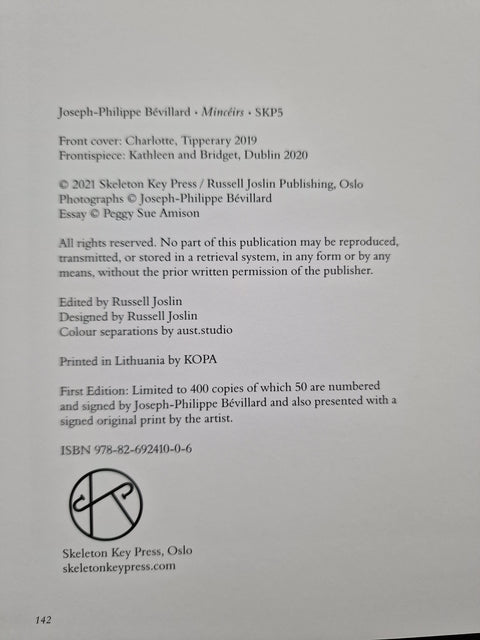 Joseph-Philippe Bévillard • Mincéirs • SKP5
Front cover: Charlotte, Tipperary 2019
Frontispiece: Kathleen and Bridget, Dublin 2020
© 2021 Skeleton Key Press / Russell Joslin Publishing, Oslo
Photographs © Joseph-Philippe Bévillard
Essay © Peggy Sue Amison
All rights reserved. No part of this publication may be reproduced,
transmitted, or stored in a retrieval system, in any form or by any
means, without the prior written permission of the publisher.
Edited by Russell Joslin
Designed by Russell Joslin
Colour separations by aust.studio
Printed in Lithuania by KOPA
First Edition: Limited to 400 copies of which 50 are numbered
and signed by Joseph-Philippe Bévillard and also presented with a
signed original print by the artist.
ISBN 978-82-692410-0-6
Skeleton Key Press, Oslo
skeletonkeypress.com
142